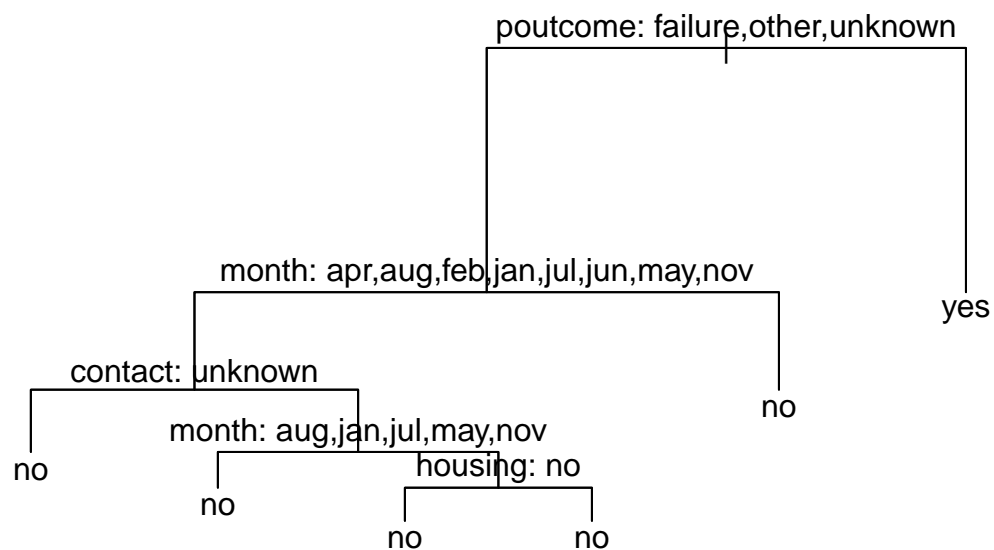 poutcome: failure,other,unknown
month: apr,aug,feb,jan,jul,jun,may,nov
yes
contact: unknown
no
month: aug,jan,jul,may,nov
housing: no
no
no
no
no